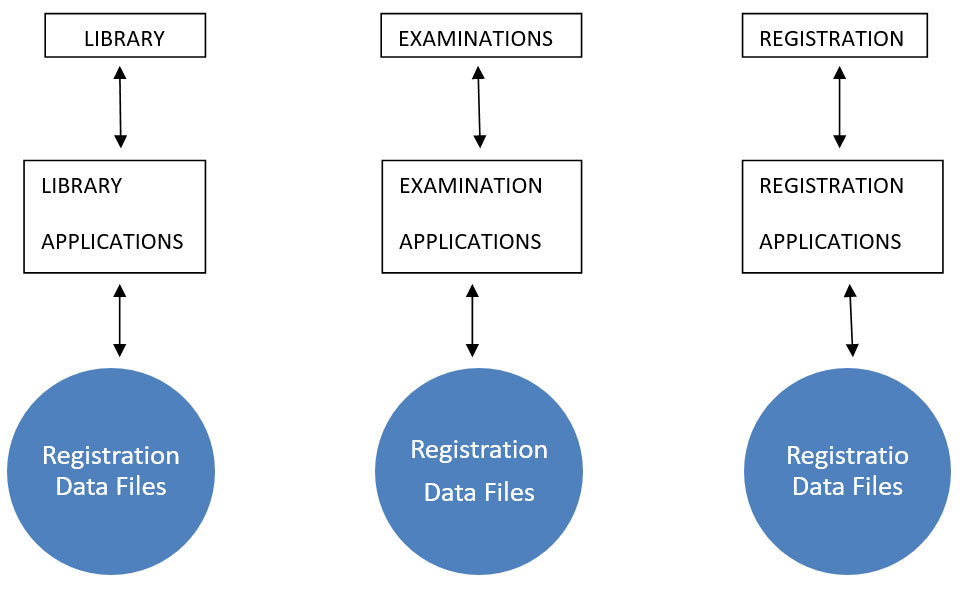 LIBRARY
EXAMINATIONS
REGISTRATION
LIBRARY
APPLICATIONS
EXAMINATION
APPLICATIONS
REGISTRATION
APPLICATIONS
Registration
Data Files
Registration
Data Files
Registratio
Data Files